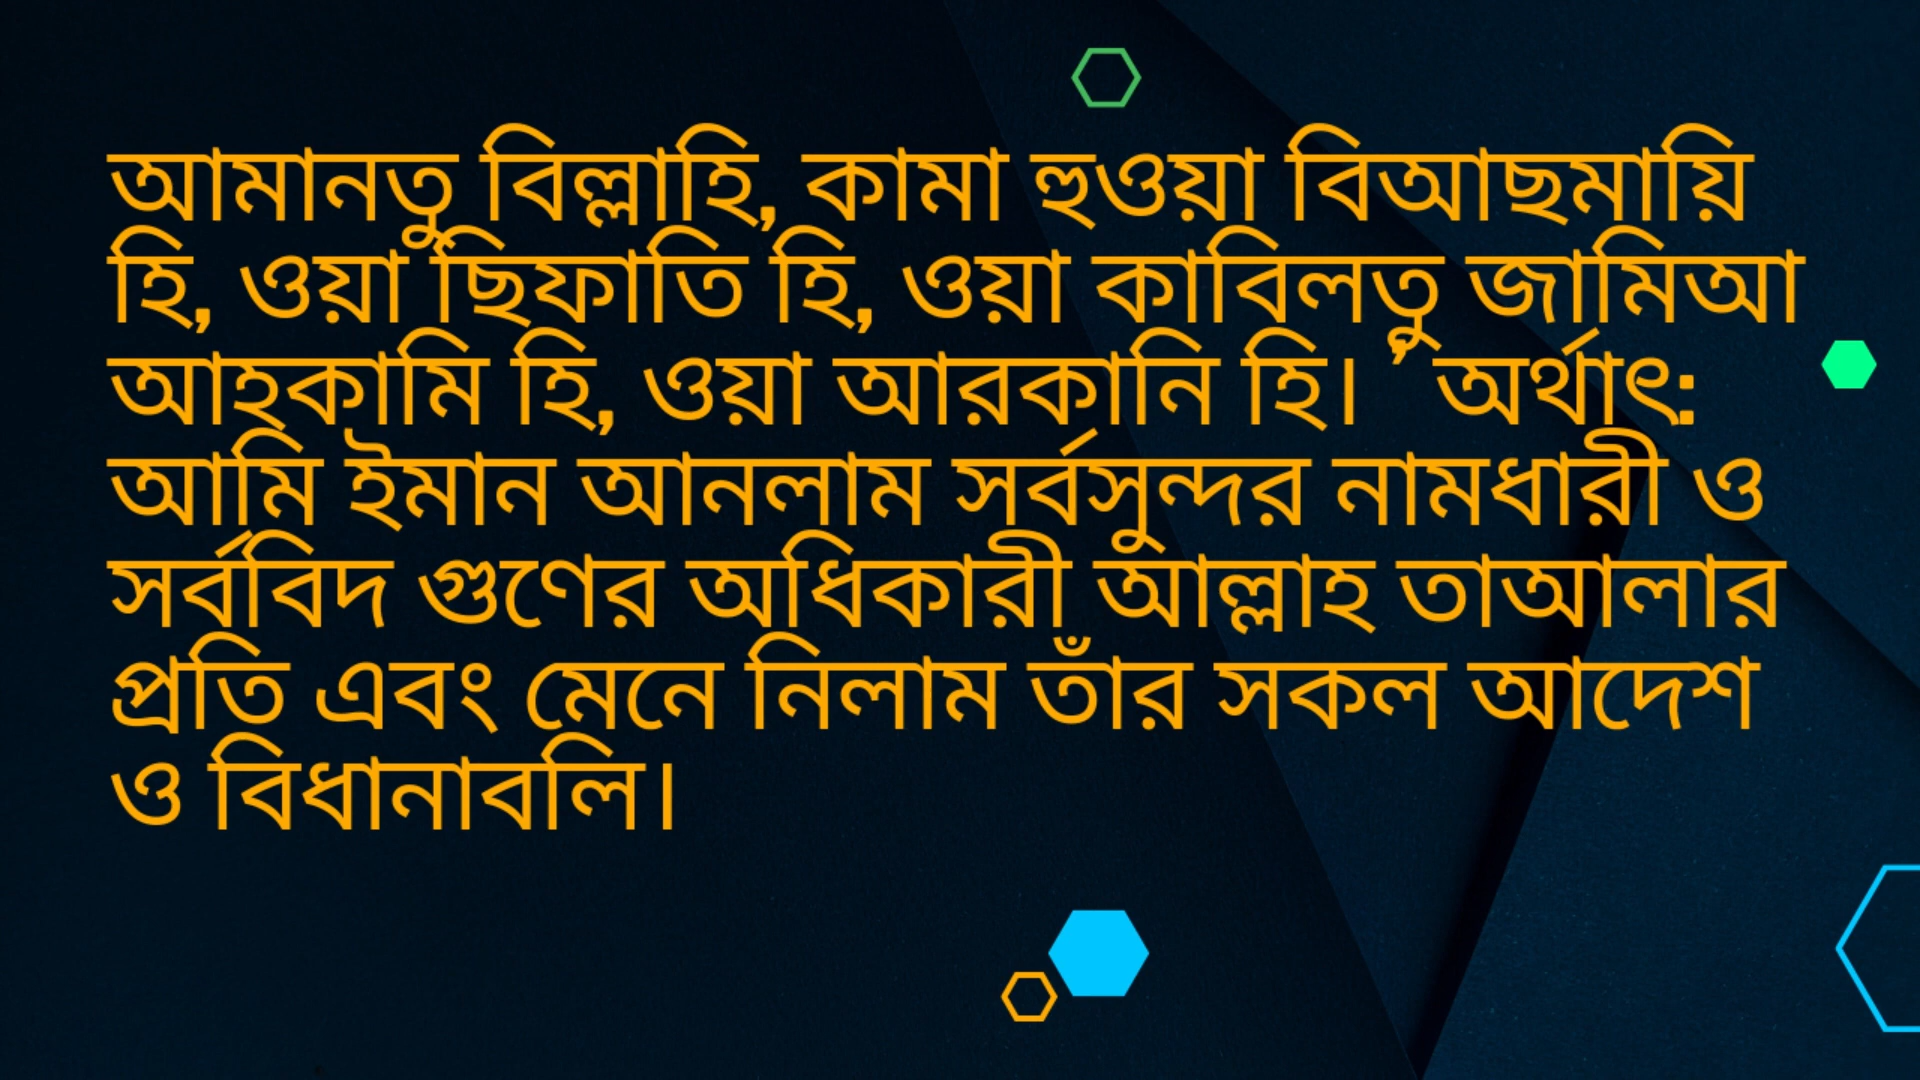 আমানতু বিল্লাহি, কামা হুওয়া বিআছমায়ি
হি, ওয়া ছিফাতি হি, ওয়া কাবিলতু জামিআ
আহকামি হি, ওয়া আরকানি হি। ’ অর্থাৎ:
আমি ইমান আনলাম সর্বসুন্দর নামধারী ও
সর্ববিদ গুণের অধিকারী আল্লাহ তাআলার
প্রতি এবং মেনে নিলাম তাঁর সকল আদেশ
ও বিধানাবলি।